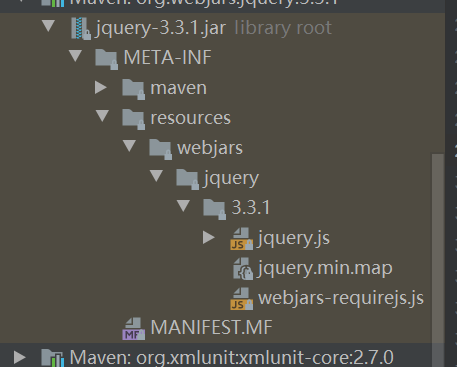 Maven: org.webjars:jquery:3.3.1
jquery-3.3.1.jar library root
META-INF
maven
resources
webjars
jquery
3.3.1
jquery.js
jquery.min.map
webjars-requirejs.js
MANIFEST.MF
Maven: org.xmlunit:xmlunit-core:2.7.0